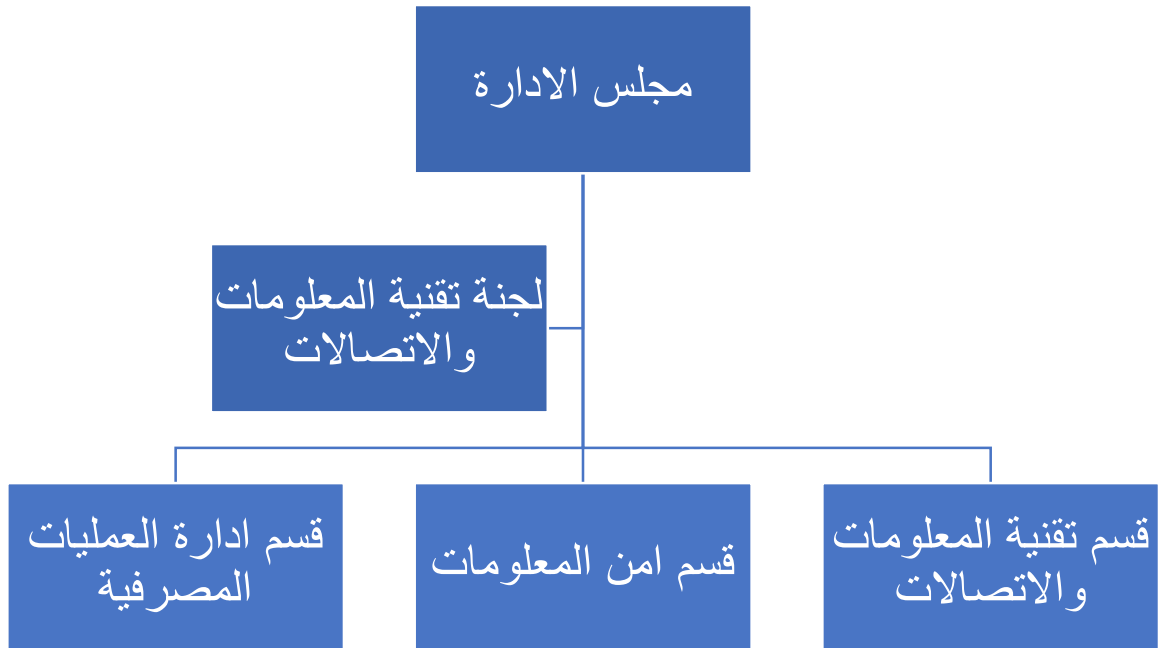 مجلس الادارة
لجنة تقنية المعلومات
والاتصالات
قسم تقنية المعلومات
والاتصالات
قسم امن المعلومات
قسم ادارة العمليات
المصرفية